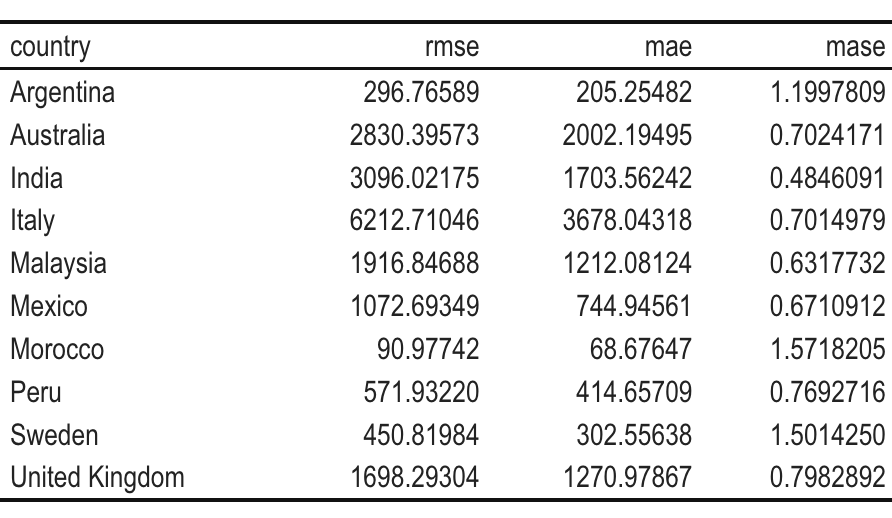 country rmse mae mase
Argentina 296.76589 205.25482 1.1997809
Australia 2830.39573 2002.19495 0.7024171
India 3096.02175 1703.56242 0.4846091
Italy 6212.71046 3678.04318 0.7014979
Malaysia 1916.84688 1212.08124 0.6317732
Mexico 1072.69349 744.94561 0.6710912
Morocco 90.97742 68.67647 1.5718205
Peru 571.93220 414.65709 0.7692716
Sweden 450.81984 302.55638 1.5014250
United Kingdom 1698.29304 1270.97867 0.7982892